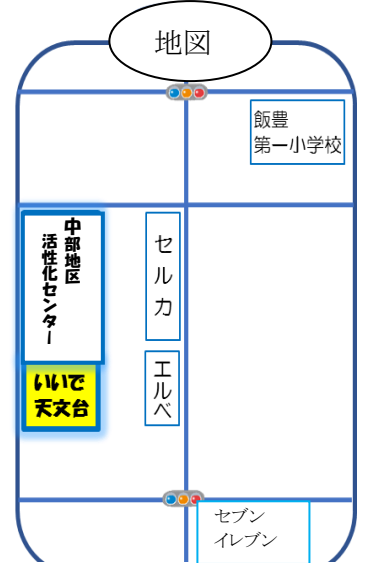 地図
飯豊
第一小学校
中部地区
活性化センター
セルカ
いいで
天文台
エルベ
セブン
イレブン